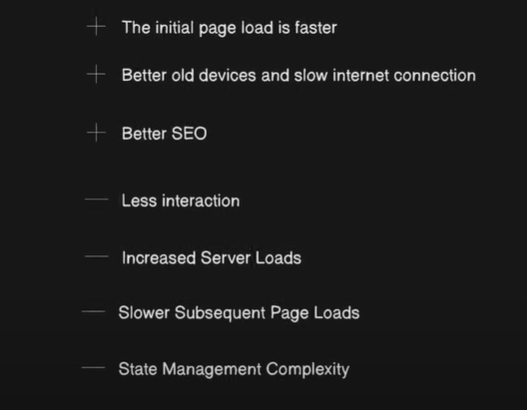 + The initial page load is faster
+ Better old devices and slow internet connection
+ Better SEO
— Less interaction
— Increased Server Loads
— Slower Subsequent Page Loads
— State Management Complexity